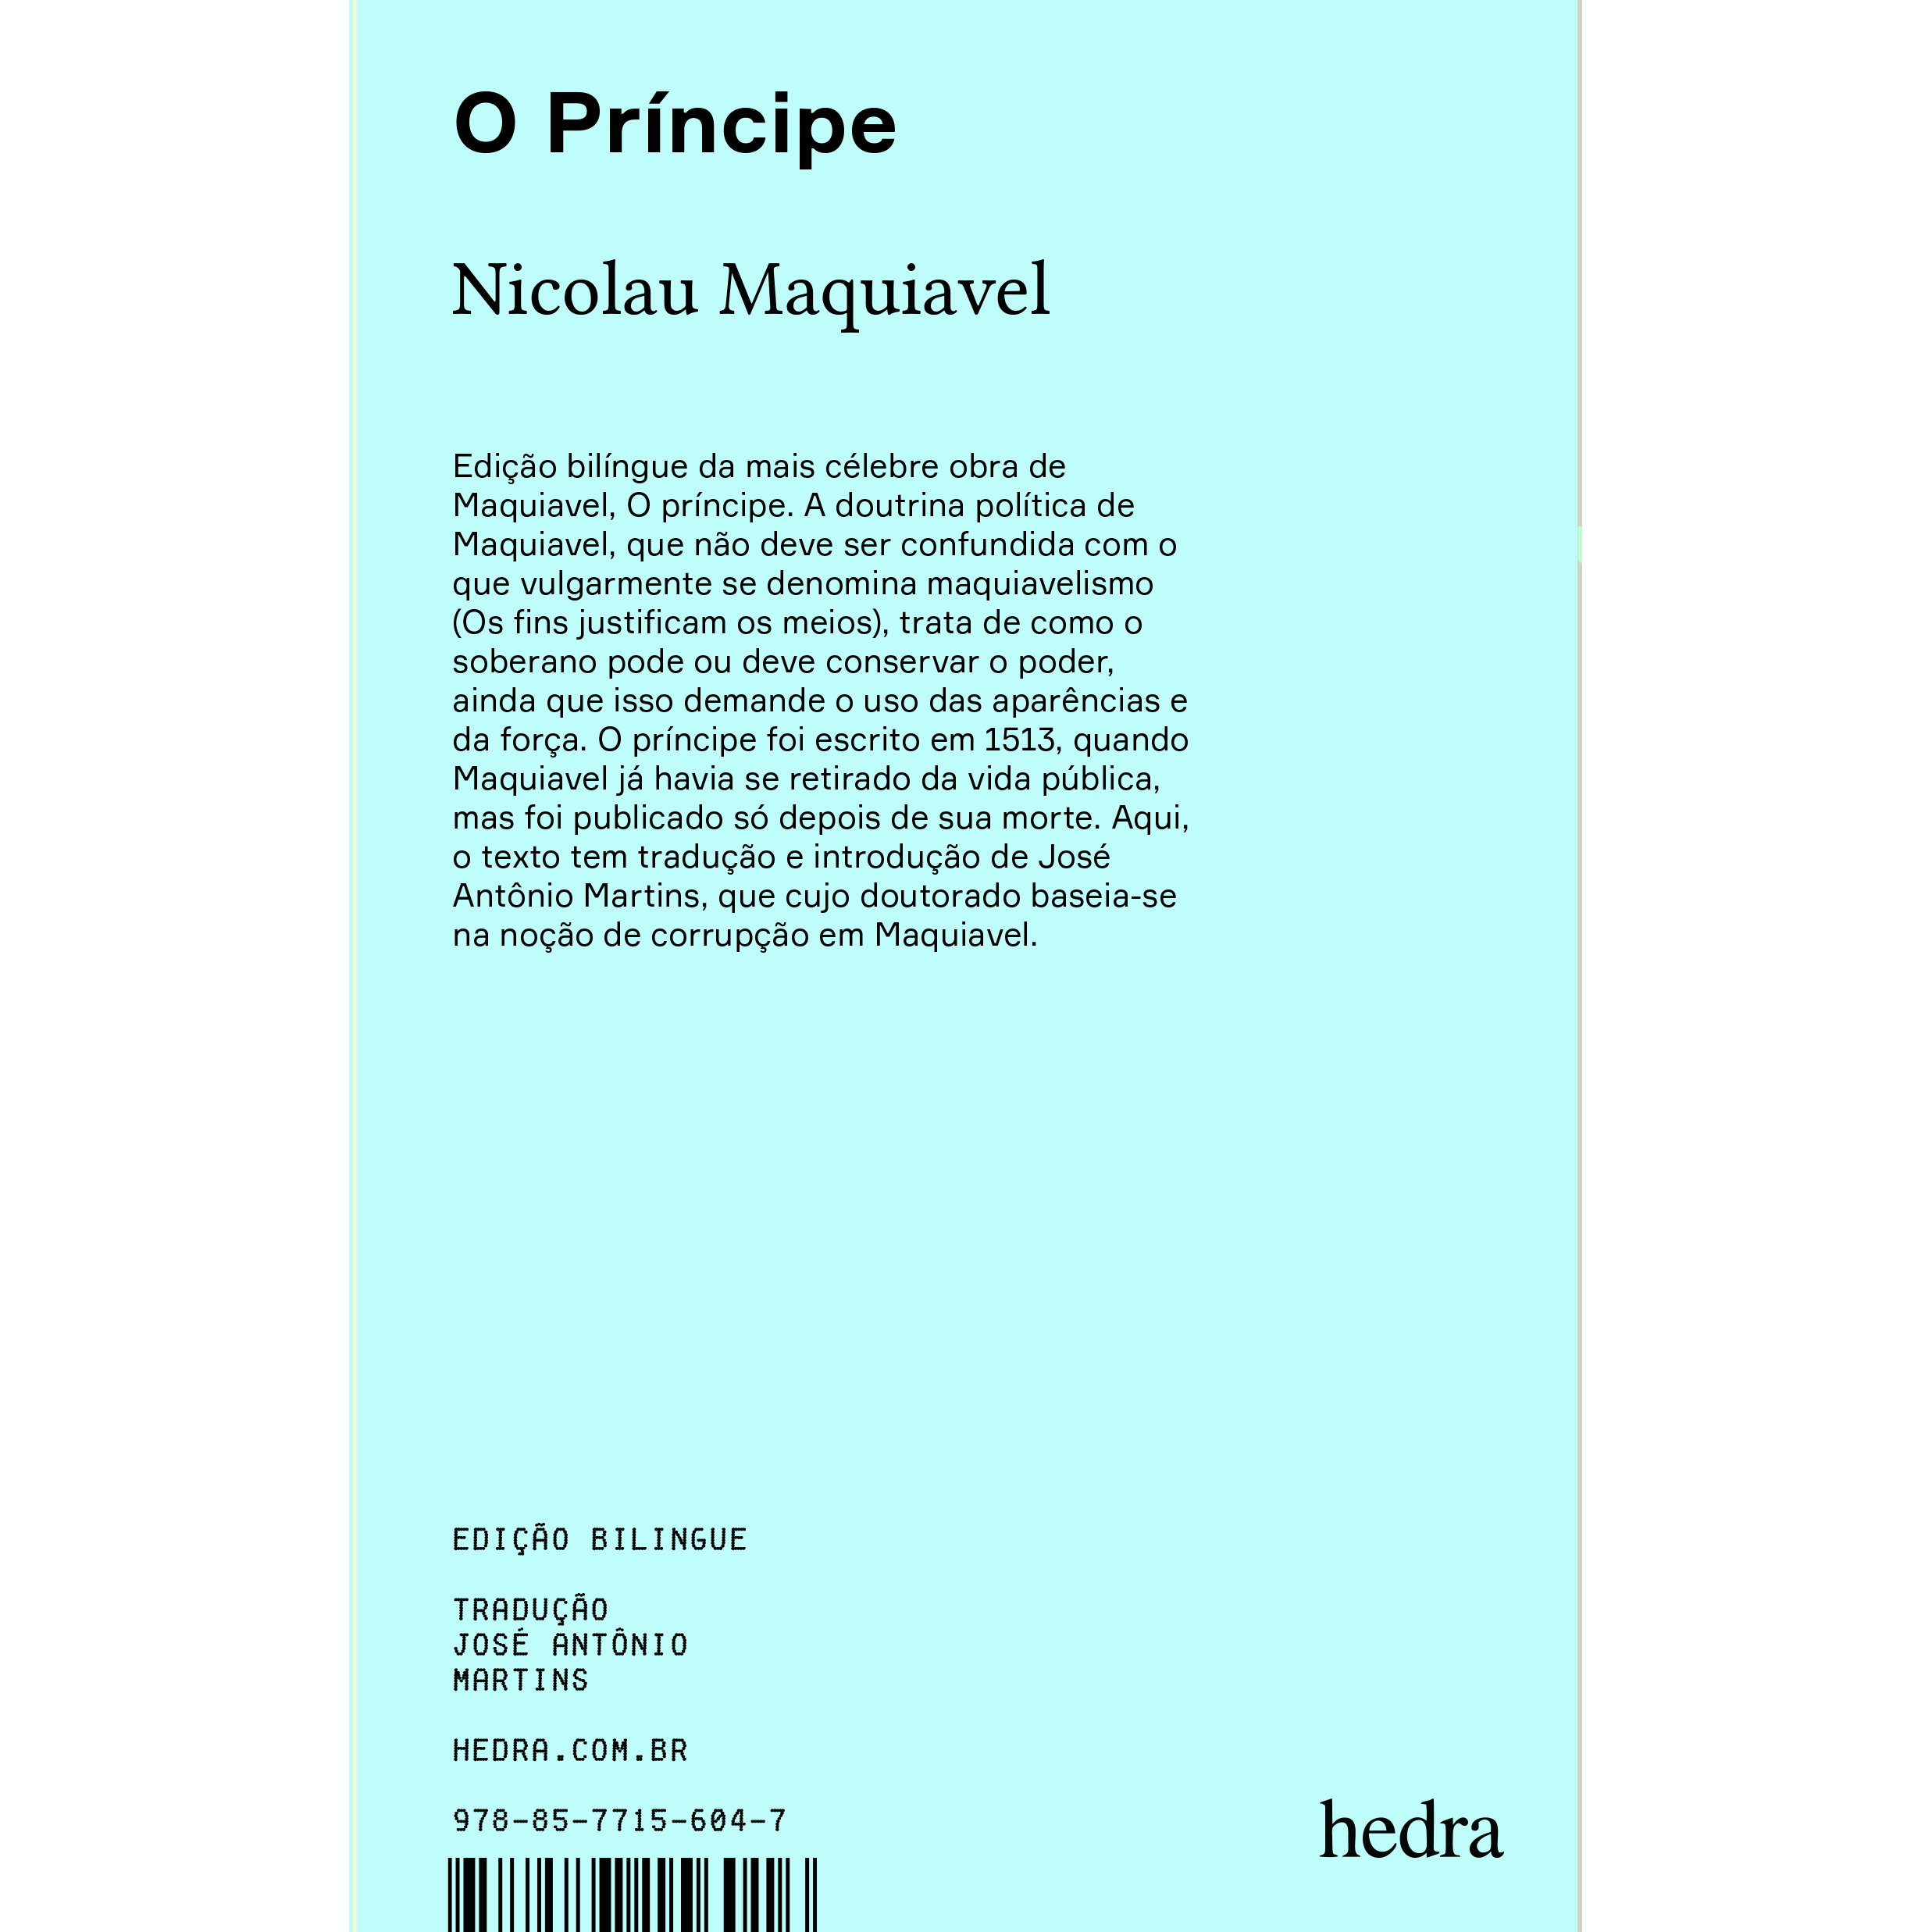 O Príncipe
Nicolau Maquiavel
Edição bilíngue da mais célebre obra de
Maquiavel, O príncipe. A doutrina política de
Maquiavel, que não deve ser confundida com o
que vulgarmente se denomina maquiavelismo
(Os fins justificam os meios), trata de como o
soberano pode ou deve conservar o poder,
ainda que isso demande o uso das aparências e
da força. O príncipe foi escrito em 1513, quando
Maquiavel já havia se retirado da vida pública,
mas foi publicado só depois de sua morte. Aqui,
o texto tem tradução e introdução de José
Antônio Martins, que cujo doutorado baseia-se
na noção de corrupção em Maquiavel.
EDIÇÃO BILINGUE
TRADUÇÃO
JOSÉ ANTÔNIO
MARTINS
HEDRA.COM.BR
978-85-7715-604-7
hedra